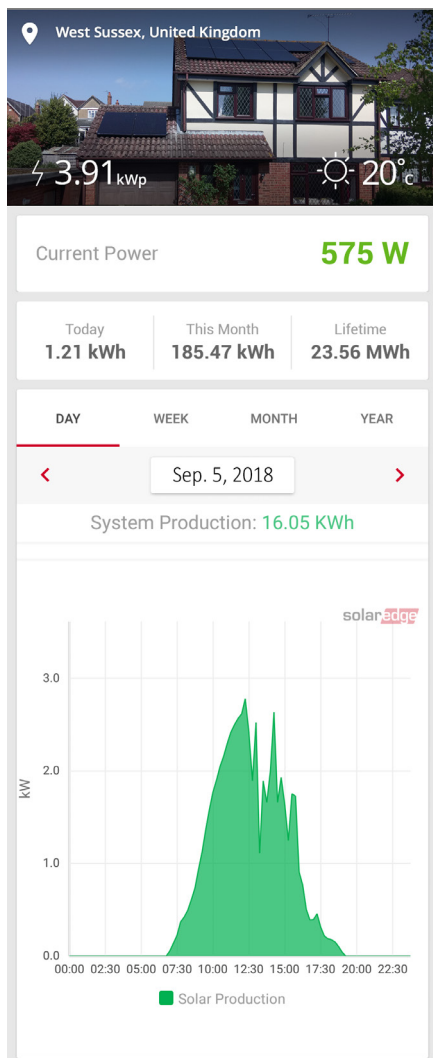 West Sussex, United Kingdom
3.91 kWp
20°C
Current Power
575 W
Today
This Month
Lifetime
1.21 kWh
185.47 kWh
23.56 MWh
DAY
WEEK
MONTH
YEAR
Sep. 5, 2018
System Production: 16.05 KWh
solaredge
3.0
2.0
kW
1.0
0.0
00:00 02:30 05:00 07:30 10:00 12:30 15:00 17:30 20:00 22:30
Solar Production